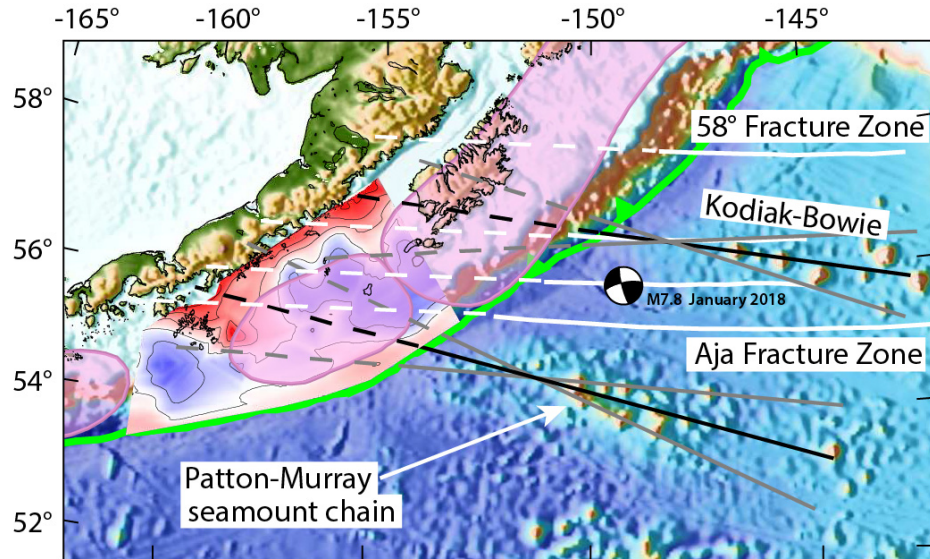 -165° -160° -155° -150° -145°
58°
56°
54°
52°
58° Fracture Zone
Kodiak-Bowie
M7.8 January 2018
Aja Fracture Zone
Patton-Murray
seamount chain